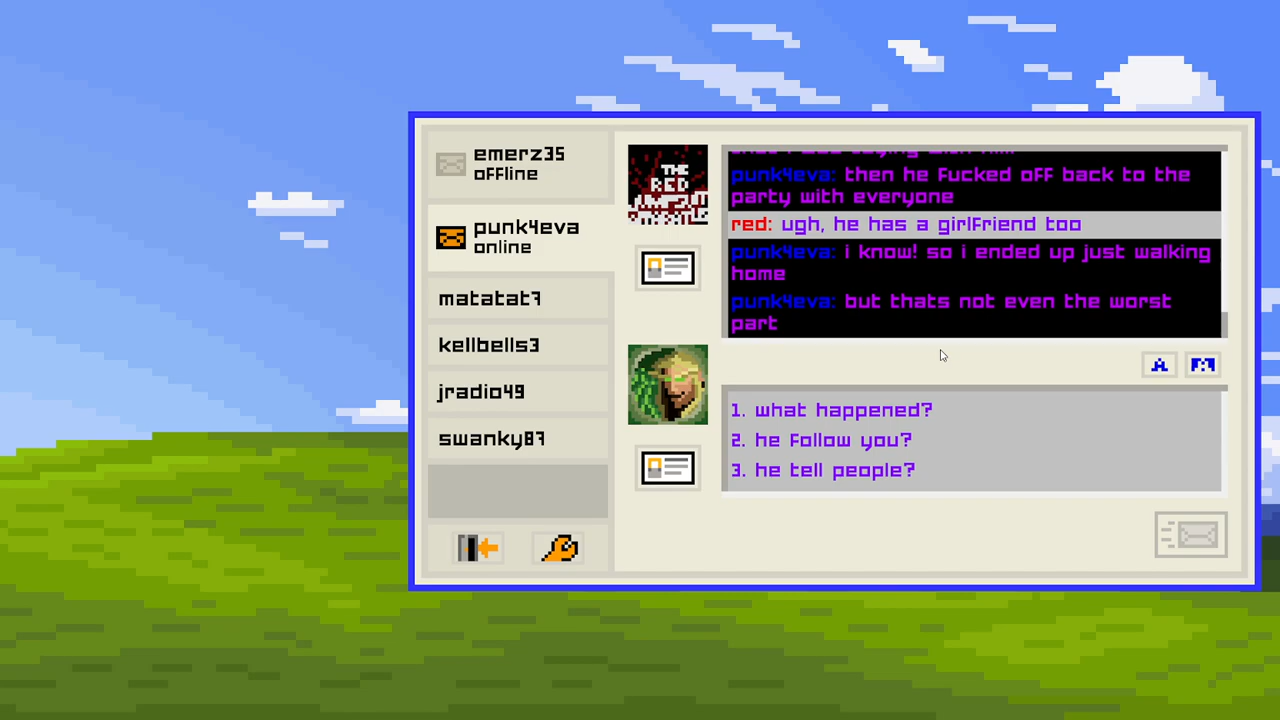 emerz35
offline
punk4eva
online
matatat7
kellbells3
jradio49
swanky87
THE
RED
punk4eva: then he fucked off back to the
party with everyone
red: ugh, he has a girlfriend too
punk4eva: i know! so i ended up just walking
home
punk4eva: but thats not even the worst
part
A
1. what happened?
2. he follow you?
3. he tell people?